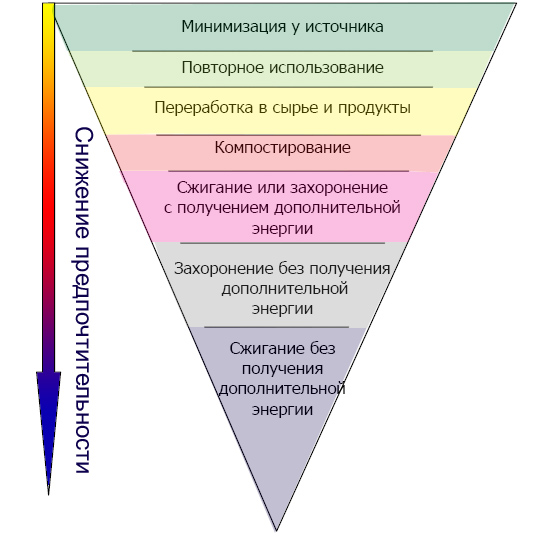 Минимизация у источника
Повторное использование
Переработка в сырье и продукты
Компостирование
Сжигание или захоронение
с получением дополнительной
энергии
Захоронение без получения
дополнительной
энергии
Сжигание без
получения
дополнительной
энергии
Снижение предпочтительности